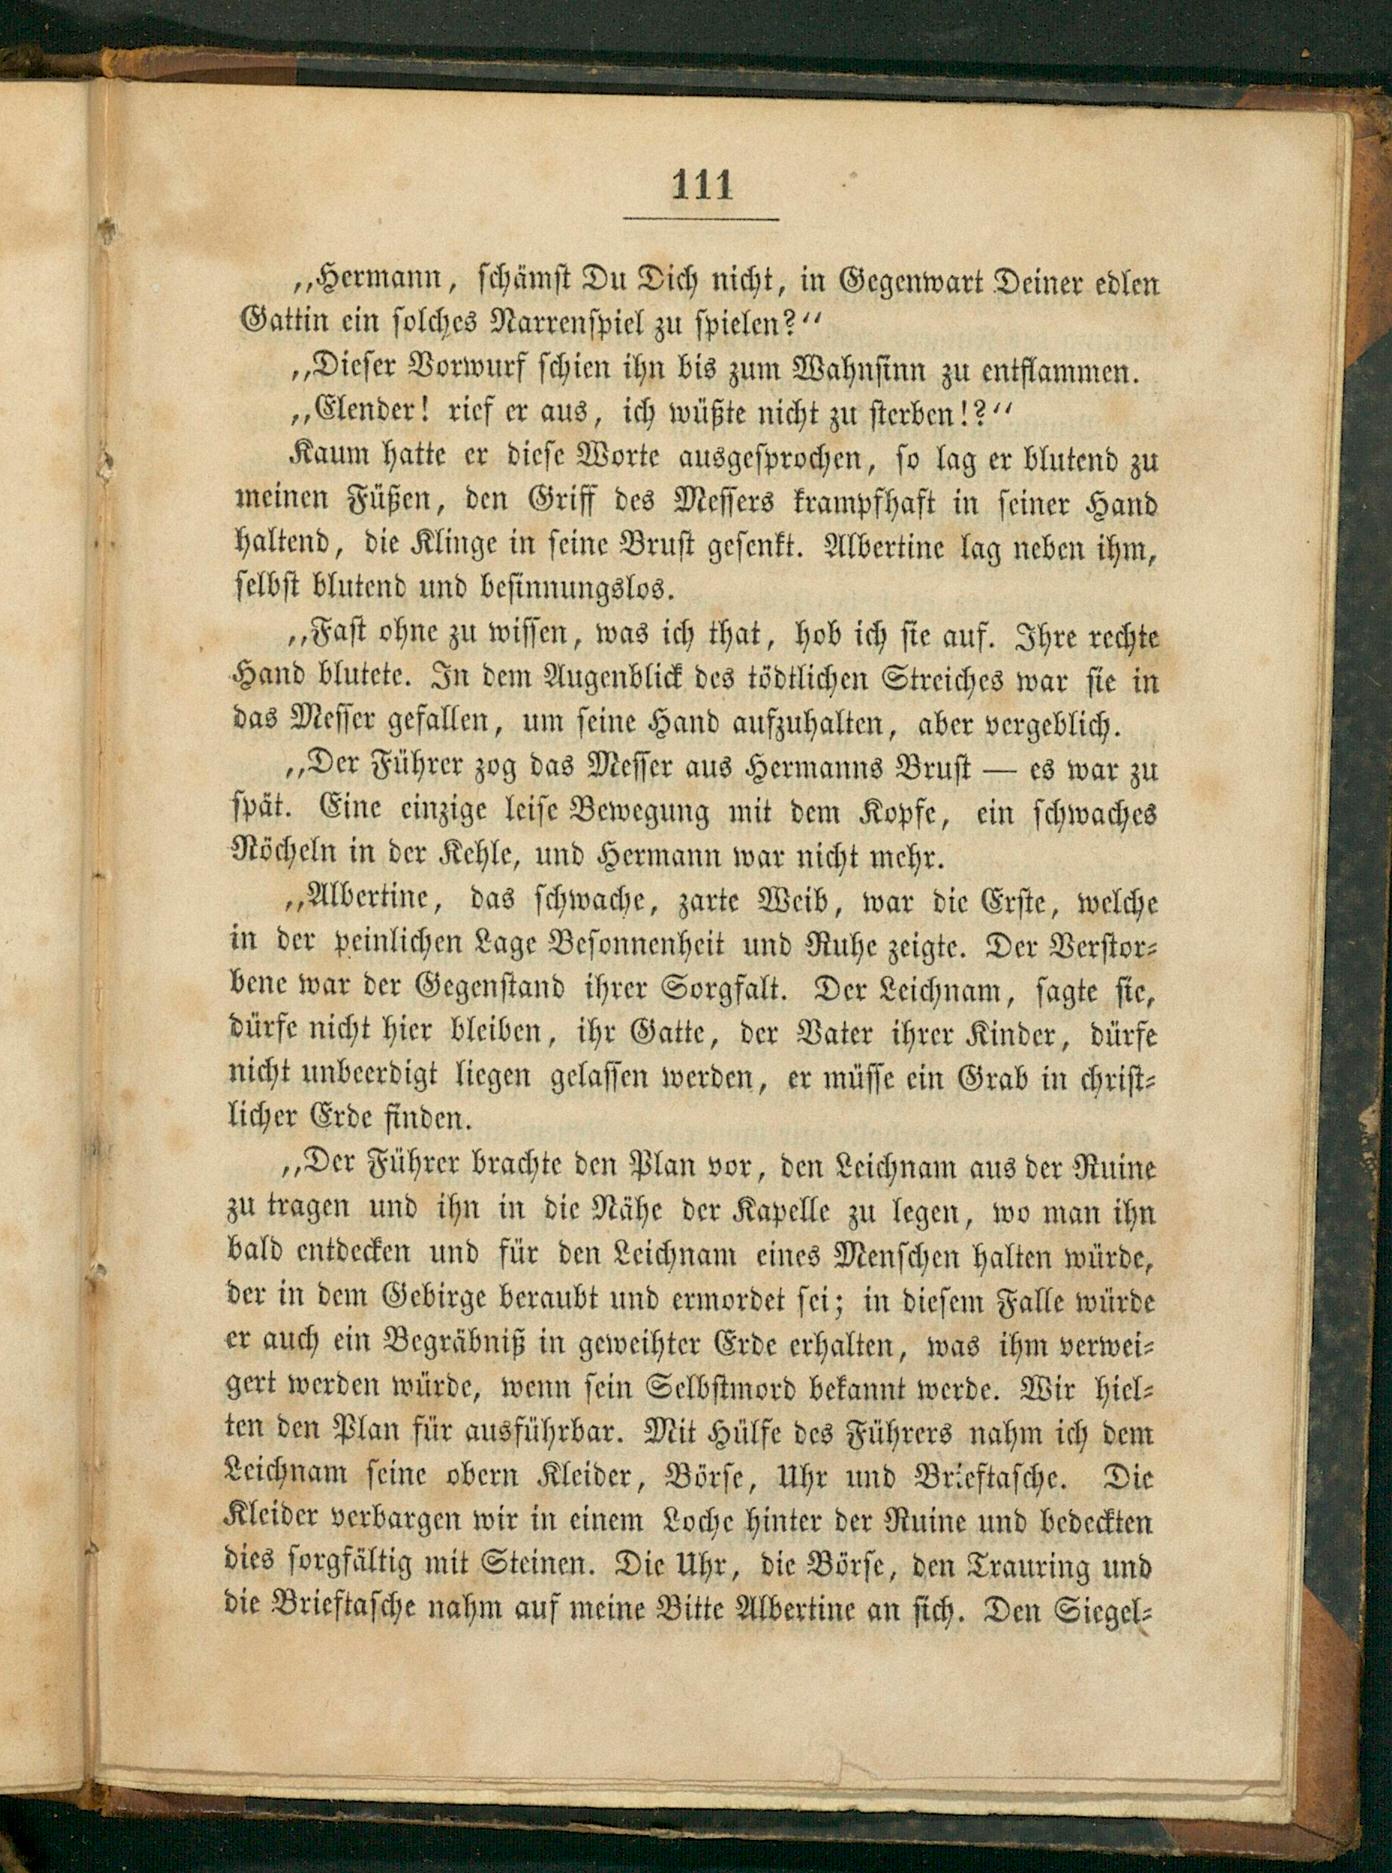 111
„Hermann, schämst Du Dich nicht, in Gegenwart Deiner edlen
Gattin ein solches Narrenspiel zu spielen?“
„Dieser Vorwurf schien ihn bis zum Wahnsinn zu entflammen.
„Elender! rief er aus, ich wüßte nicht zu sterben!?“
Kaum hatte er diese Worte ausgesprochen, so lag er blutend zu
meinen Füßen, den Griff des Messers krampfhaft in seiner Hand
haltend, die Klinge in seine Brust gesenkt. Albertine lag neben ihm,
selbst blutend und besinnungslos.
„Fast ohne zu wissen, was ich that, hob ich sie auf. Ihre rechte
Hand blutete. In dem Augenblick des tödtlichen Streiches war sie in
das Messer gefallen, um seine Hand aufzuhalten, aber vergeblich.
„Der Führer zog das Messer aus Hermanns Brust — es war zu
spät. Eine einzige leise Bewegung mit dem Kopfe, ein schwaches
Röcheln in der Kehle, und Hermann war nicht mehr.
„Albertine, das schwache, zarte Weib, war die Erste, welche
in der peinlichen Lage Besonnenheit und Ruhe zeigte. Der Verstor-
bene war der Gegenstand ihrer Sorgfalt. Der Leichnam, sagte sie,
dürfe nicht hier bleiben, ihr Gatte, der Vater ihrer Kinder, dürfe
nicht unbeerdigt liegen gelassen werden, er müsse ein Grab in christ-
licher Erde finden.
„Der Führer brachte den Plan vor, den Leichnam aus der Ruine
zu tragen und ihn in die Nähe der Kapelle zu legen, wo man ihn
bald entdecken und für den Leichnam eines Menschen halten würde,
der in dem Gebirge beraubt und ermordet sei; in diesem Falle würde
er auch ein Begräbniß in geweihter Erde erhalten, was ihm verwei-
gert werden würde, wenn sein Selbstmord bekannt werde. Wir hiel-
ten den Plan für ausführbar. Mit Hülfe des Führers nahm ich dem
Leichnam seine obern Kleider, Börse, Uhr und Brieftasche. Die
Kleider verbargen wir in einem Loche hinter der Ruine und bedeckten
dies sorgfältig mit Steinen. Die Uhr, die Börse, den Trauring und
die Brieftasche nahm auf meine Bitte Albertine an sich. Den Siegel-